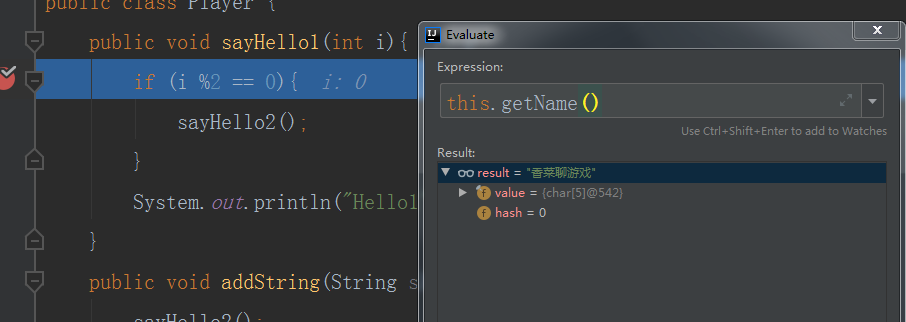 public class Player {
public void sayHello1(int i){
if (i %2 == 0){ i: 0
sayHello2();
}
System.out.println("Hello1
}
public void addString(String s
sayHello2();
Evaluate
Expression:
this.getName()
Use Ctrl+Shift+Enter to add to Watches
Result:
result = "香菜聊游戏"
value = {char[5]@542}
hash = 0